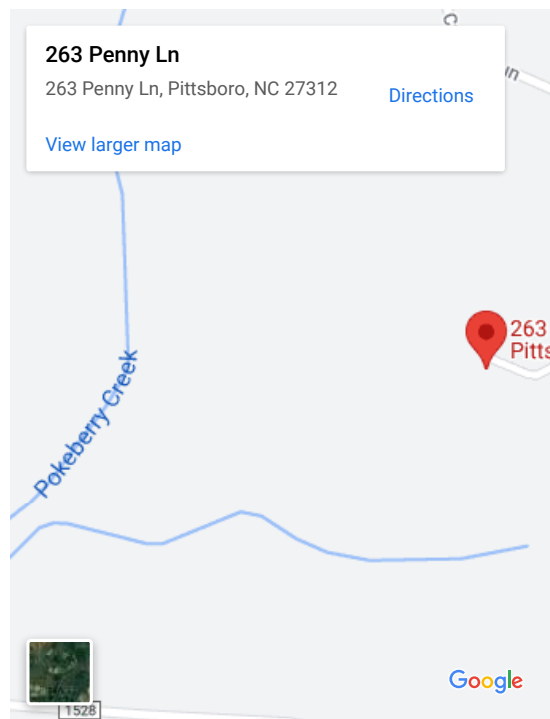 263 Penny Ln
263 Penny Ln, Pittsboro, NC 27312
Directions
View larger map
263
Pitts
Pokeberry Creek
Google
1528